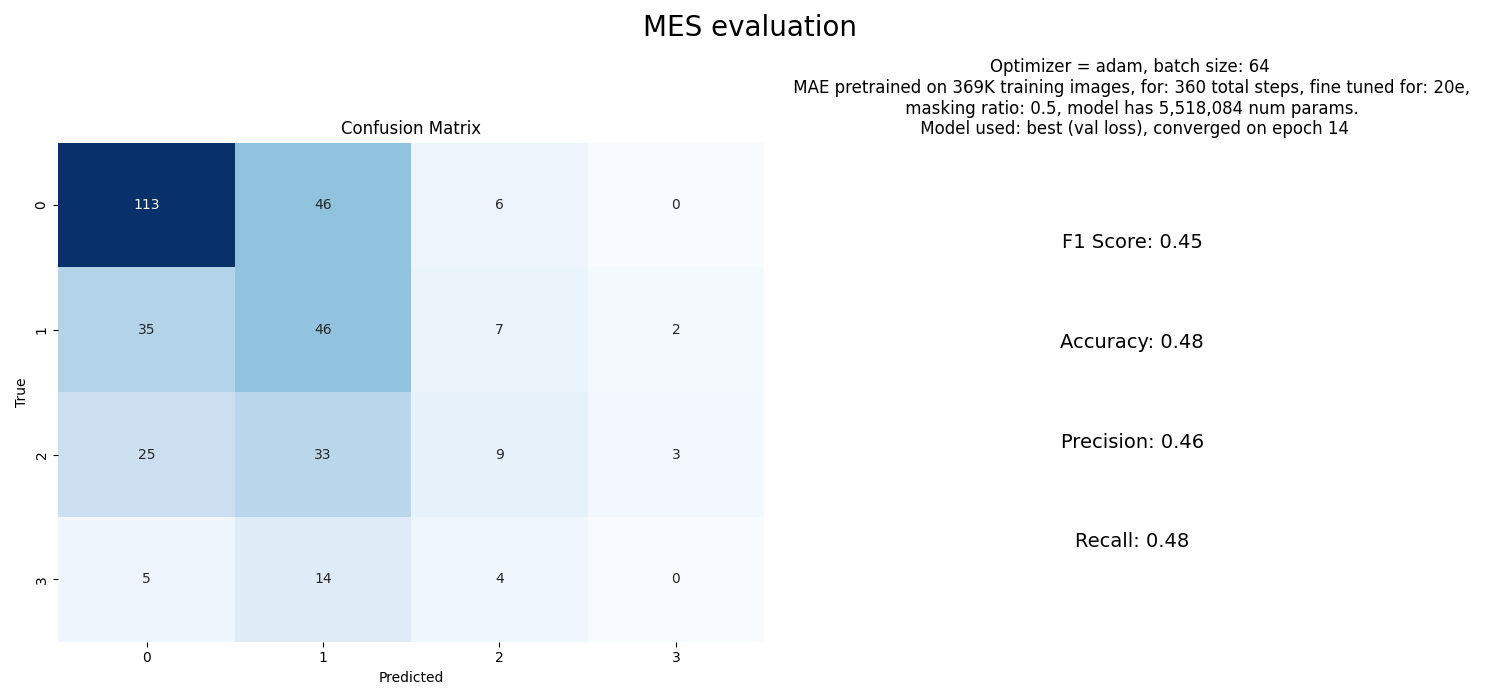 MES evaluation
Optimizer = adam, batch size: 64
MAE pretrained on 369K training images, for: 360 total steps, fine tuned for: 20e,
masking ratio: 0.5, model has 5,518,084 num params.
Model used: best (val loss), converged on epoch 14
Confusion Matrix
True
0
113
46
6
0
1
35
46
7
2
2
25
33
9
3
3
5
14
4
0
0
1
2
3
Predicted
F1 Score: 0.45
Accuracy: 0.48
Precision: 0.46
Recall: 0.48